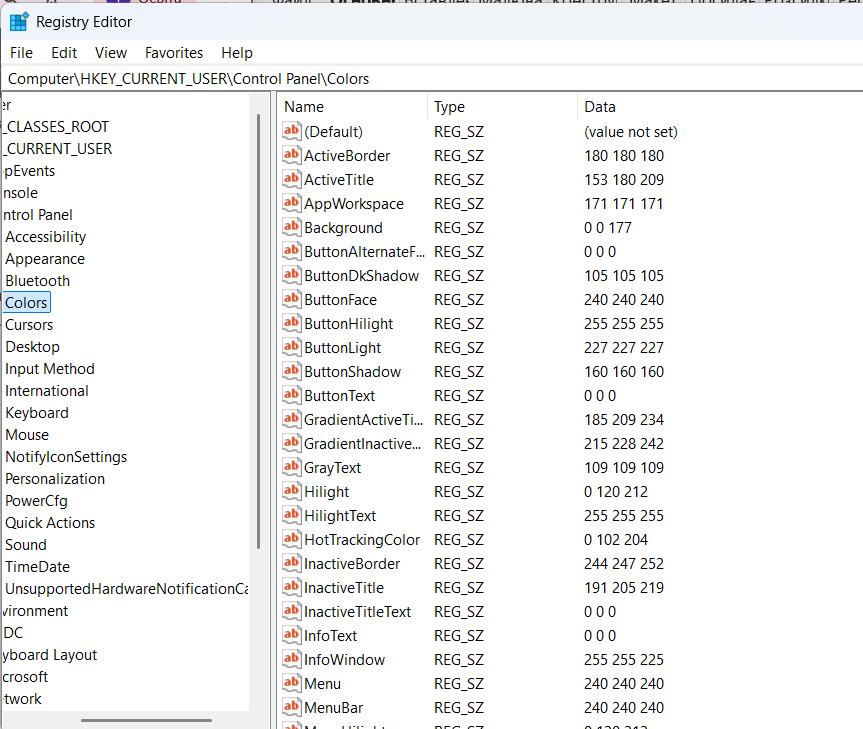 Registry Editor
File Edit View Favorites Help
Computer\HKEY_CURRENT_USER\Control Panel\Colors
er
_CLASSES_ROOT
_CURRENT_USER
pEvents
nsole
ntrol Panel
Accessibility
Appearance
Bluetooth
Colors
Cursors
Desktop
Input Method
International
Keyboard
Mouse
NotifyIconSettings
Personalization
PowerCfg
Quick Actions
Sound
TimeDate
UnsupportedHardwareNotificationCa
vironment
DC
yboard Layout
crosoft
twork
Name Type Data
(Default) REG_SZ (value not set)
ActiveBorder REG_SZ 180 180 180
ActiveTitle REG_SZ 153 180 209
AppWorkspace REG_SZ 171 171 171
Background REG_SZ 0 0 177
ButtonAlternateF... REG_SZ 0 0 0
ButtonDkShadow REG_SZ 105 105 105
ButtonFace REG_SZ 240 240 240
ButtonHilight REG_SZ 255 255 255
ButtonLight REG_SZ 227 227 227
ButtonShadow REG_SZ 160 160 160
ButtonText REG_SZ 0 0 0
GradientActiveTi... REG_SZ 185 209 234
GradientInactive... REG_SZ 215 228 242
GrayText REG_SZ 109 109 109
Hilight REG_SZ 0 120 212
HilightText REG_SZ 255 255 255
HotTrackingColor REG_SZ 0 102 204
InactiveBorder REG_SZ 244 247 252
InactiveTitle REG_SZ 191 205 219
InactiveTitleText REG_SZ 0 0 0
InfoText REG_SZ 0 0 0
InfoWindow REG_SZ 255 255 225
Menu REG_SZ 240 240 240
MenuBar REG_SZ 240 240 240